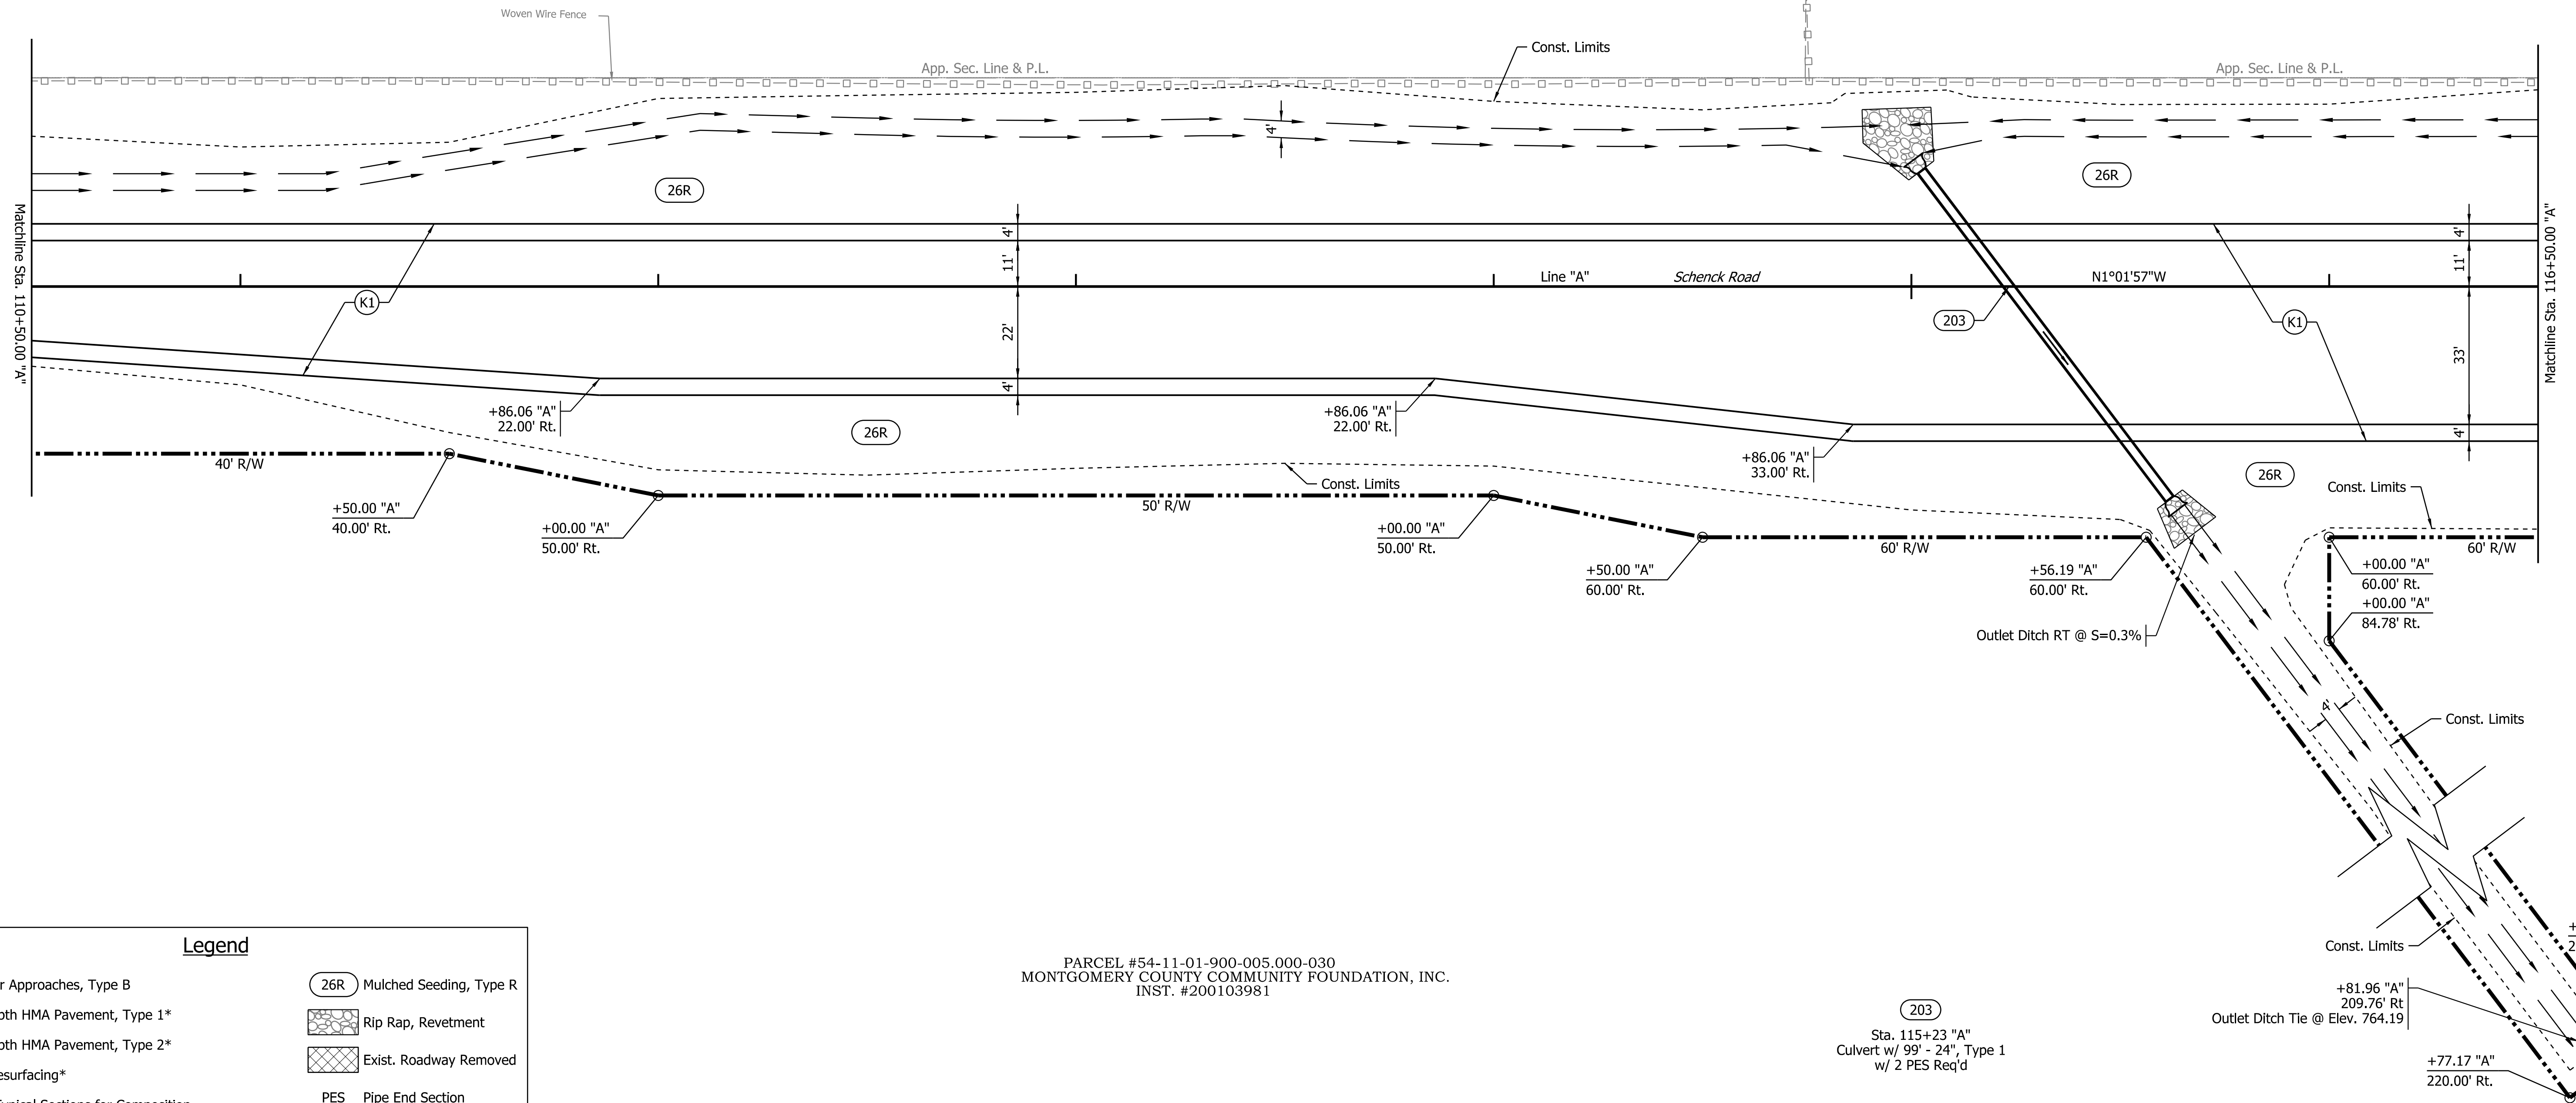 Woven Wire Fence
Const. Limits
App. Sec. Line & P.L.
App. Sec. Line & P.L.
4'
26R
26R
Matchline Sta. 110+50.00 "A"
4'
11'
22'
4'
K1
Line "A"
Schenck Road
N1°01'57"W
203
4'
11'
33'
4'
K1
Matchline Sta. 116+50.00 "A"
+86.06 "A"
22.00' Rt.
26R
+86.06 "A"
22.00' Rt.
+86.06 "A"
33.00' Rt.
26R
40' R/W
Const. Limits
50' R/W
Const. Limits
+50.00 "A"
40.00' Rt.
+00.00 "A"
50.00' Rt.
+00.00 "A"
50.00' Rt.
60' R/W
60' R/W
+50.00 "A"
60.00' Rt.
+56.19 "A"
60.00' Rt.
+00.00 "A"
60.00' Rt.
+00.00 "A"
84.78' Rt.
Outlet Ditch RT @ S=0.3%
4'
Const. Limits
Legend
r Approaches, Type B
pth HMA Pavement, Type 1*
pth HMA Pavement, Type 2*
esurfacing*
26R Mulched Seeding, Type R
Rip Rap, Revetment
Exist. Roadway Removed
PES Pipe End Section
PARCEL #54-11-01-900-005.000-030
MONTGOMERY COUNTY COMMUNITY FOUNDATION, INC.
INST. #200103981
203
Sta. 115+23 "A"
Culvert w/ 99' - 24", Type 1
w/ 2 PES Req'd
Const. Limits
+81.96 "A"
209.76' Rt
Outlet Ditch Tie @ Elev. 764.19
+77.17 "A"
220.00' Rt.